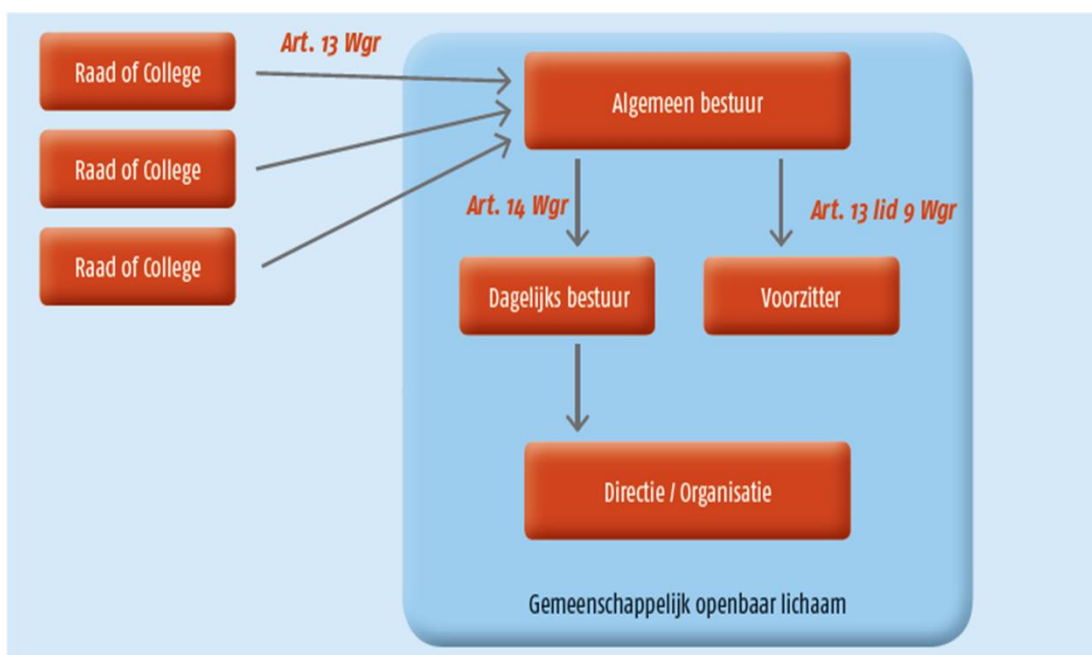 Raad of College
Art. 13 Wgr
Algemeen bestuur
Raad of College
Raad of College
Art. 14 Wgr
Art. 13 lid 9 Wgr
Dagelijks bestuur
Voorzitter
Directie / Organisatie
Gemeenschappelijk openbaar lichaam